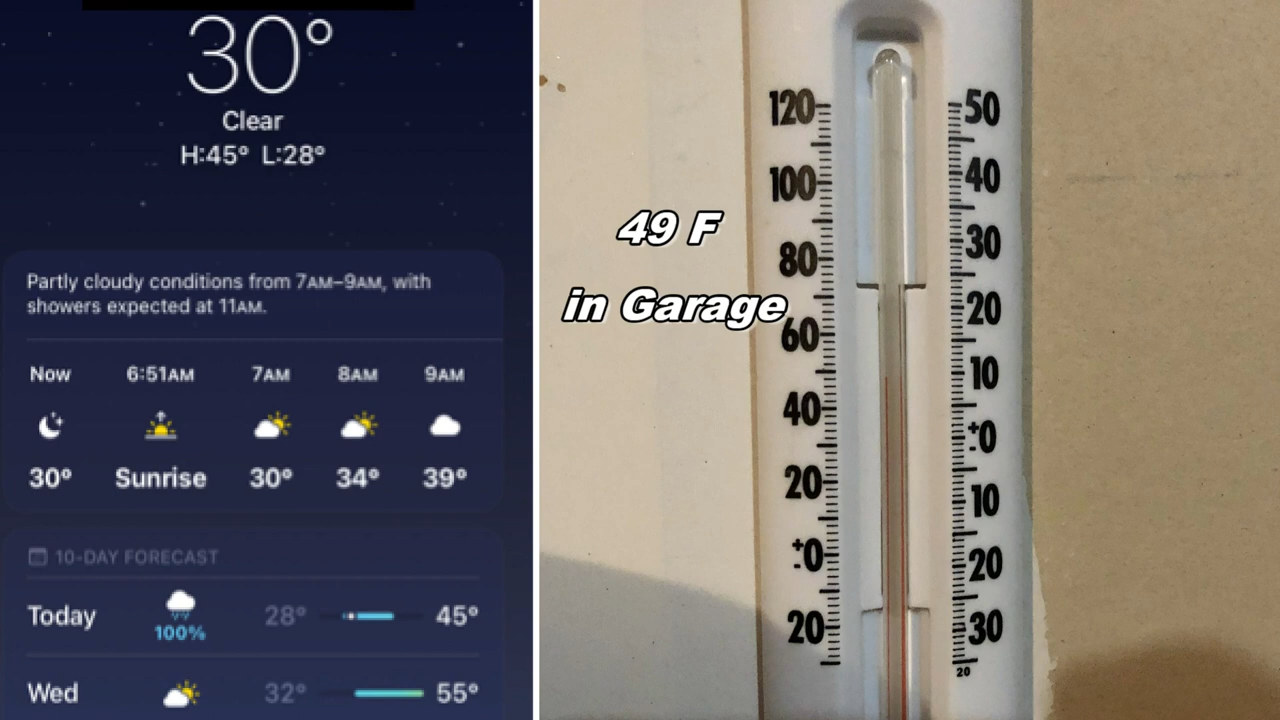 30°
Clear
H:45° L:28°
Partly cloudy conditions from 7AM–9AM, with
showers expected at 11AM.
Now 6:51AM 7AM 8AM 9AM
30° Sunrise 30° 34° 39°
10-DAY FORECAST
Today 100% 28° 45°
Wed 32° 55°
49 F
in Garage
120 50
100 40
80 30
60 20
40 10
20 ±0
±0 10
20 20
30
20